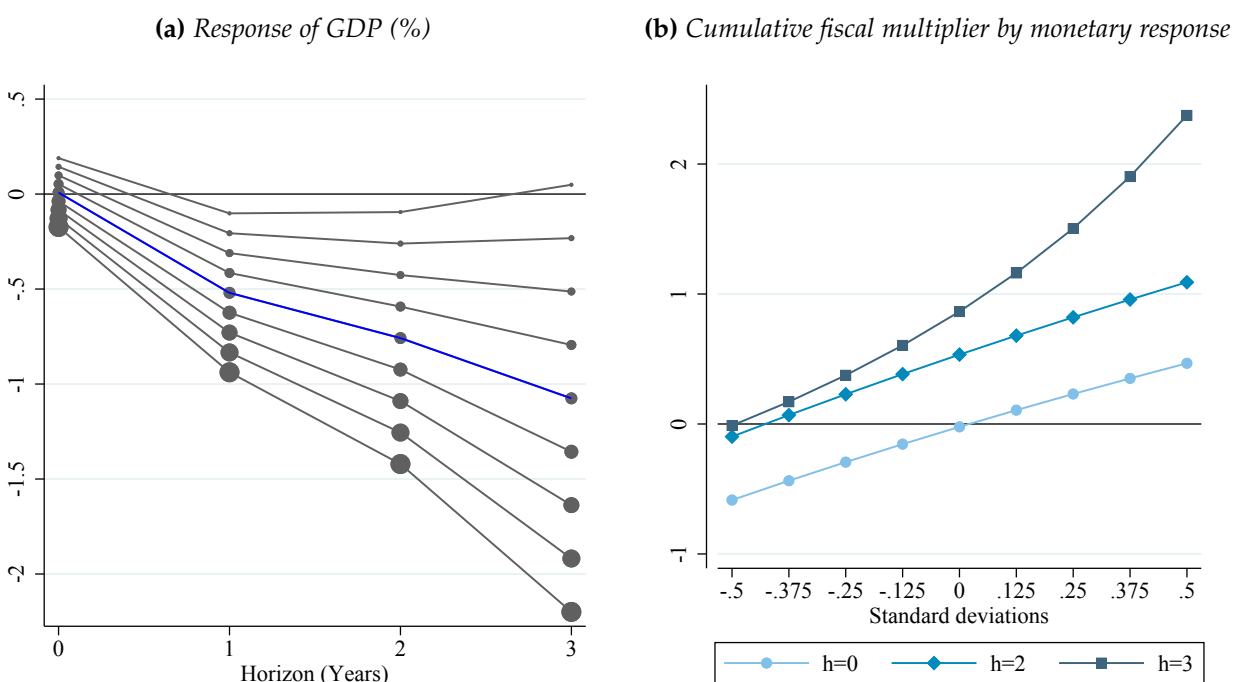 (a) Response of GDP (%)
.5
0
-.5
-1
-1.5
-2
0 1 2 3
Horizon (Years)
(b) Cumulative fiscal multiplier by monetary response
2
1
0
-1
-.5 -.375 -.25 -.125 0 .125 .25 .375 .5
Standard deviations
h=0 h=2 h=3